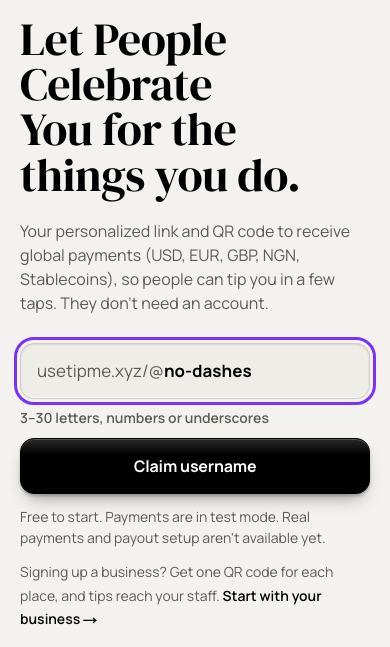 Let People
Celebrate
You for the
things you do.
Your personalized link and QR code to receive
global payments (USD, EUR, GBP, NGN,
Stablecoins), so people can tip you in a few
taps. They don't need an account.
usetipme.xyz/@no-dashes
3–30 letters, numbers or underscores
Claim username
Free to start. Payments are in test mode. Real
payments and payout setup aren't available yet.
Signing up a business? Get one QR code for each
place, and tips reach your staff. Start with your
business →